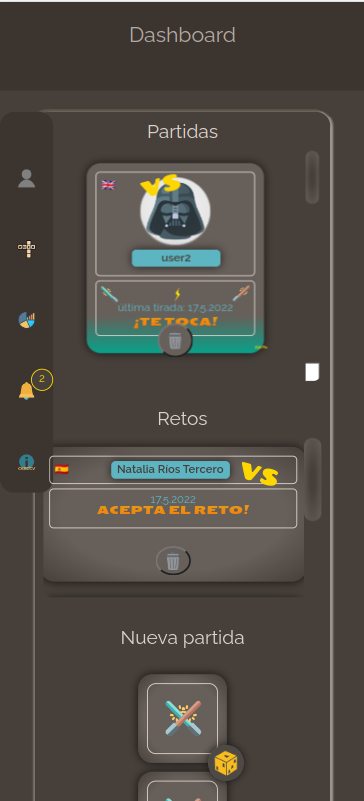 Dashboard
Partidas
VS
user2
ultima tirada: 17.5.2022
¡TE TOCA!
2
Retos
Natalia Ríos Tercero
VS
17.5.2022
ACEPTA EL RETO!
Nueva partida